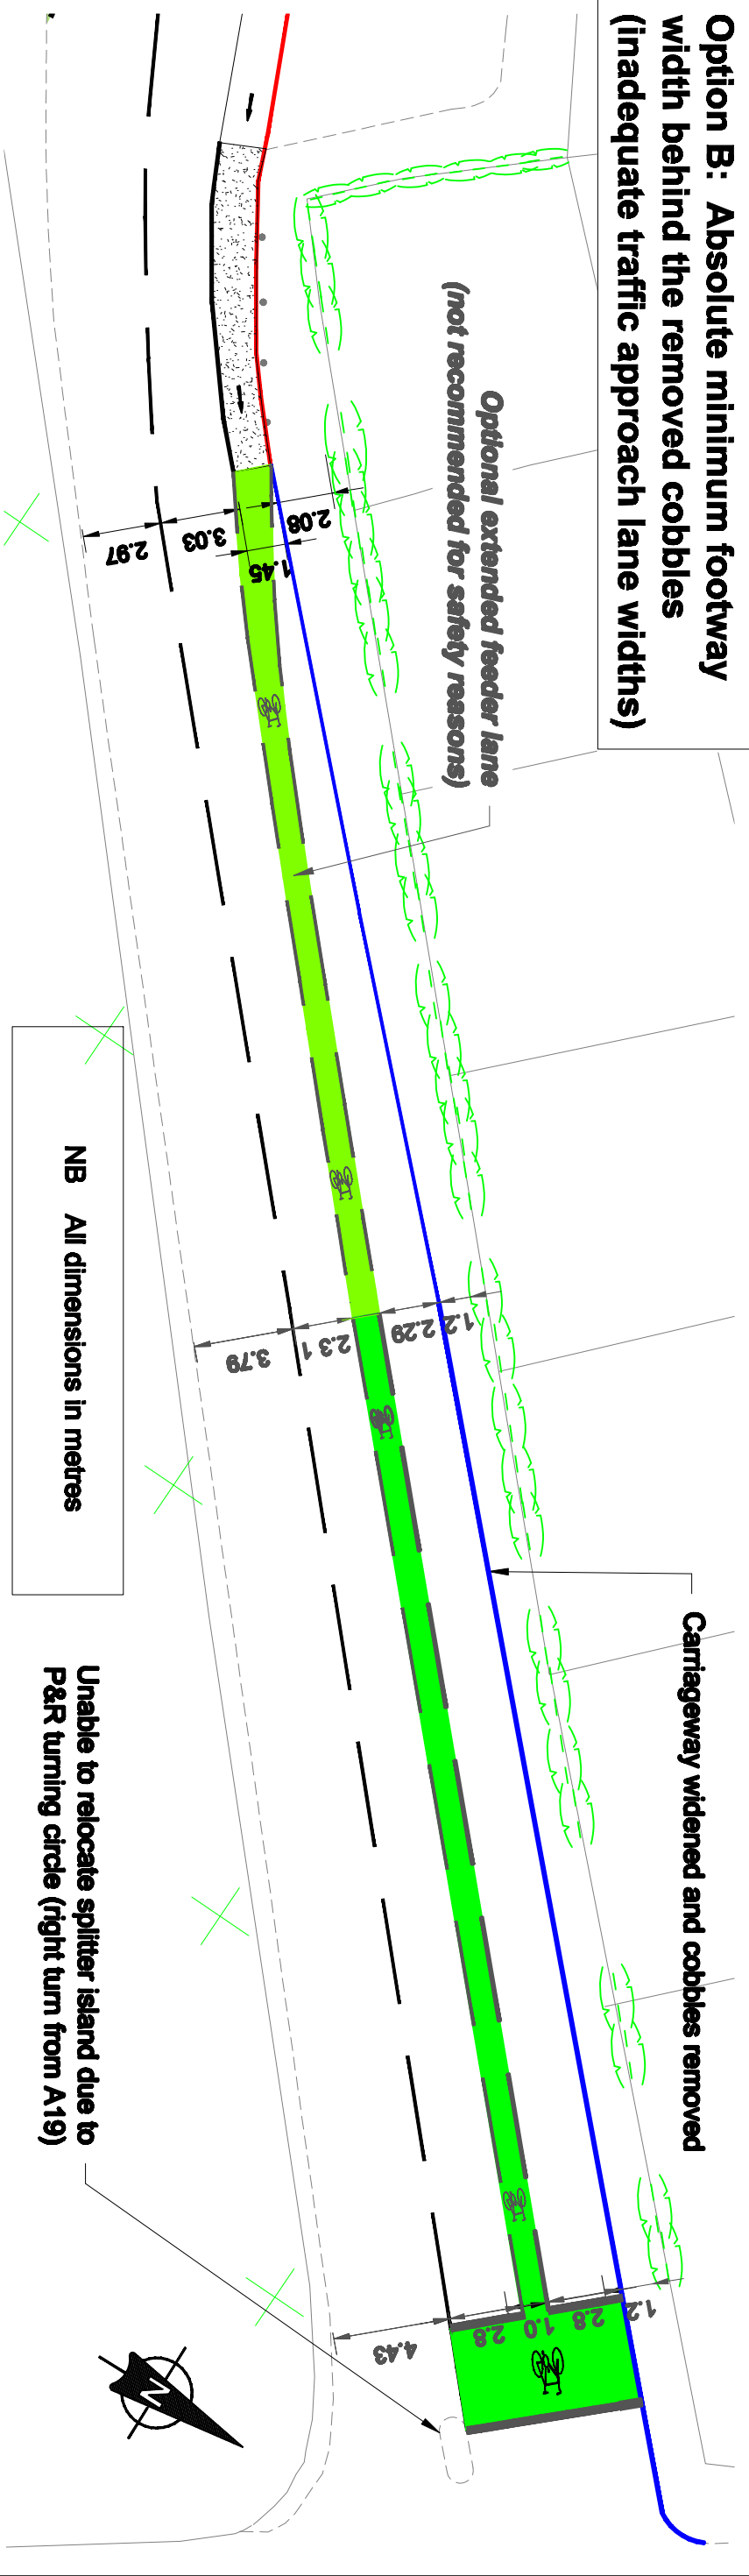 Option B: Absolute minimum footway
width behind the removed cobbles
(inadequate traffic approach lane widths)
Optional extended feeder lane
(not recommended for safety reasons)
2.97
3.03
2.08
1.45
Carriageway widened and cobbles removed
3.79
2.31
2.29
1.2
NB All dimensions in metres
Unable to relocate splitter island due to
P&R turning circle (right turn from A19)
4.43
2.8
1.0
2.8
1.2
N